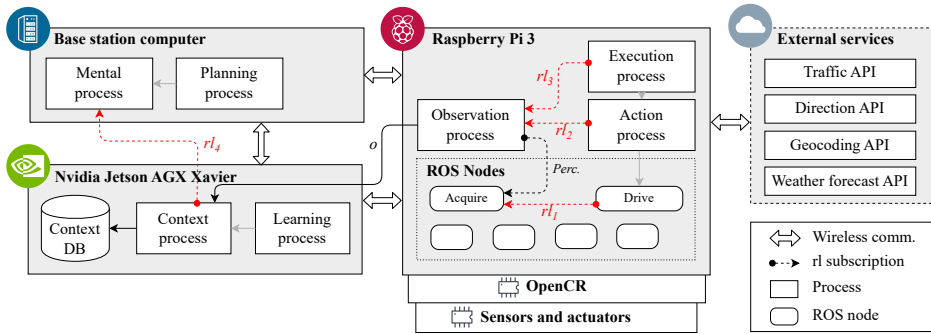 Base station computer
Mental
process
Planning
process
rl4
Nvidia Jetson AGX Xavier
Context
DB
Context
process
Learning
process
o
Raspberry Pi 3
Execution
process
rl3
Observation
process
rl2
Action
process
Perc.
ROS Nodes
Acquire
rl1
Drive
OpenCR
Sensors and actuators
External services
Traffic API
Direction API
Geocoding API
Weather forecast API
Wireless comm.
rl subscription
Process
ROS node